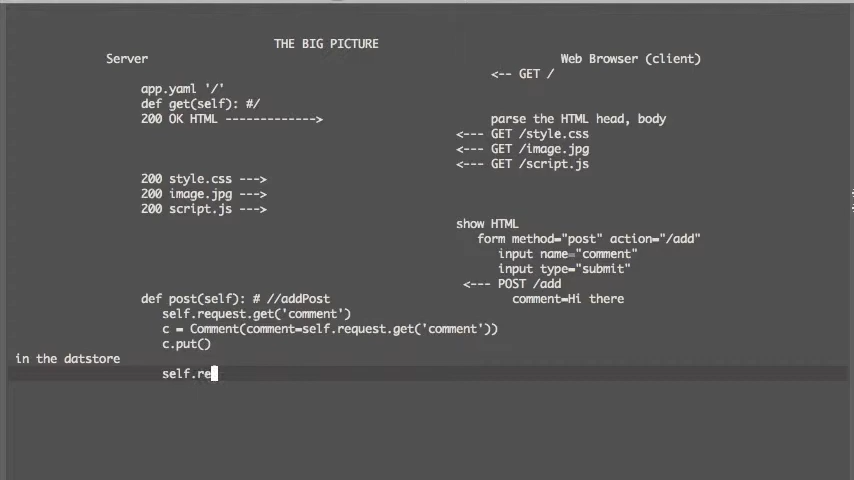 THE BIG PICTURE
Server Web Browser (client)
<-- GET /
app.yaml '/'
def get(self): #/
200 OK HTML -------------> parse the HTML head, body
<--- GET /style.css
<--- GET /image.jpg
<--- GET /script.js
200 style.css --->
200 image.jpg --->
200 script.js --->
show HTML
form method="post" action="/add"
input name="comment"
input type="submit"
<--- POST /add
def post(self): # //addPost comment=Hi there
self.request.get('comment')
c = Comment(comment=self.request.get('comment'))
c.put()
in the datstore
self.re